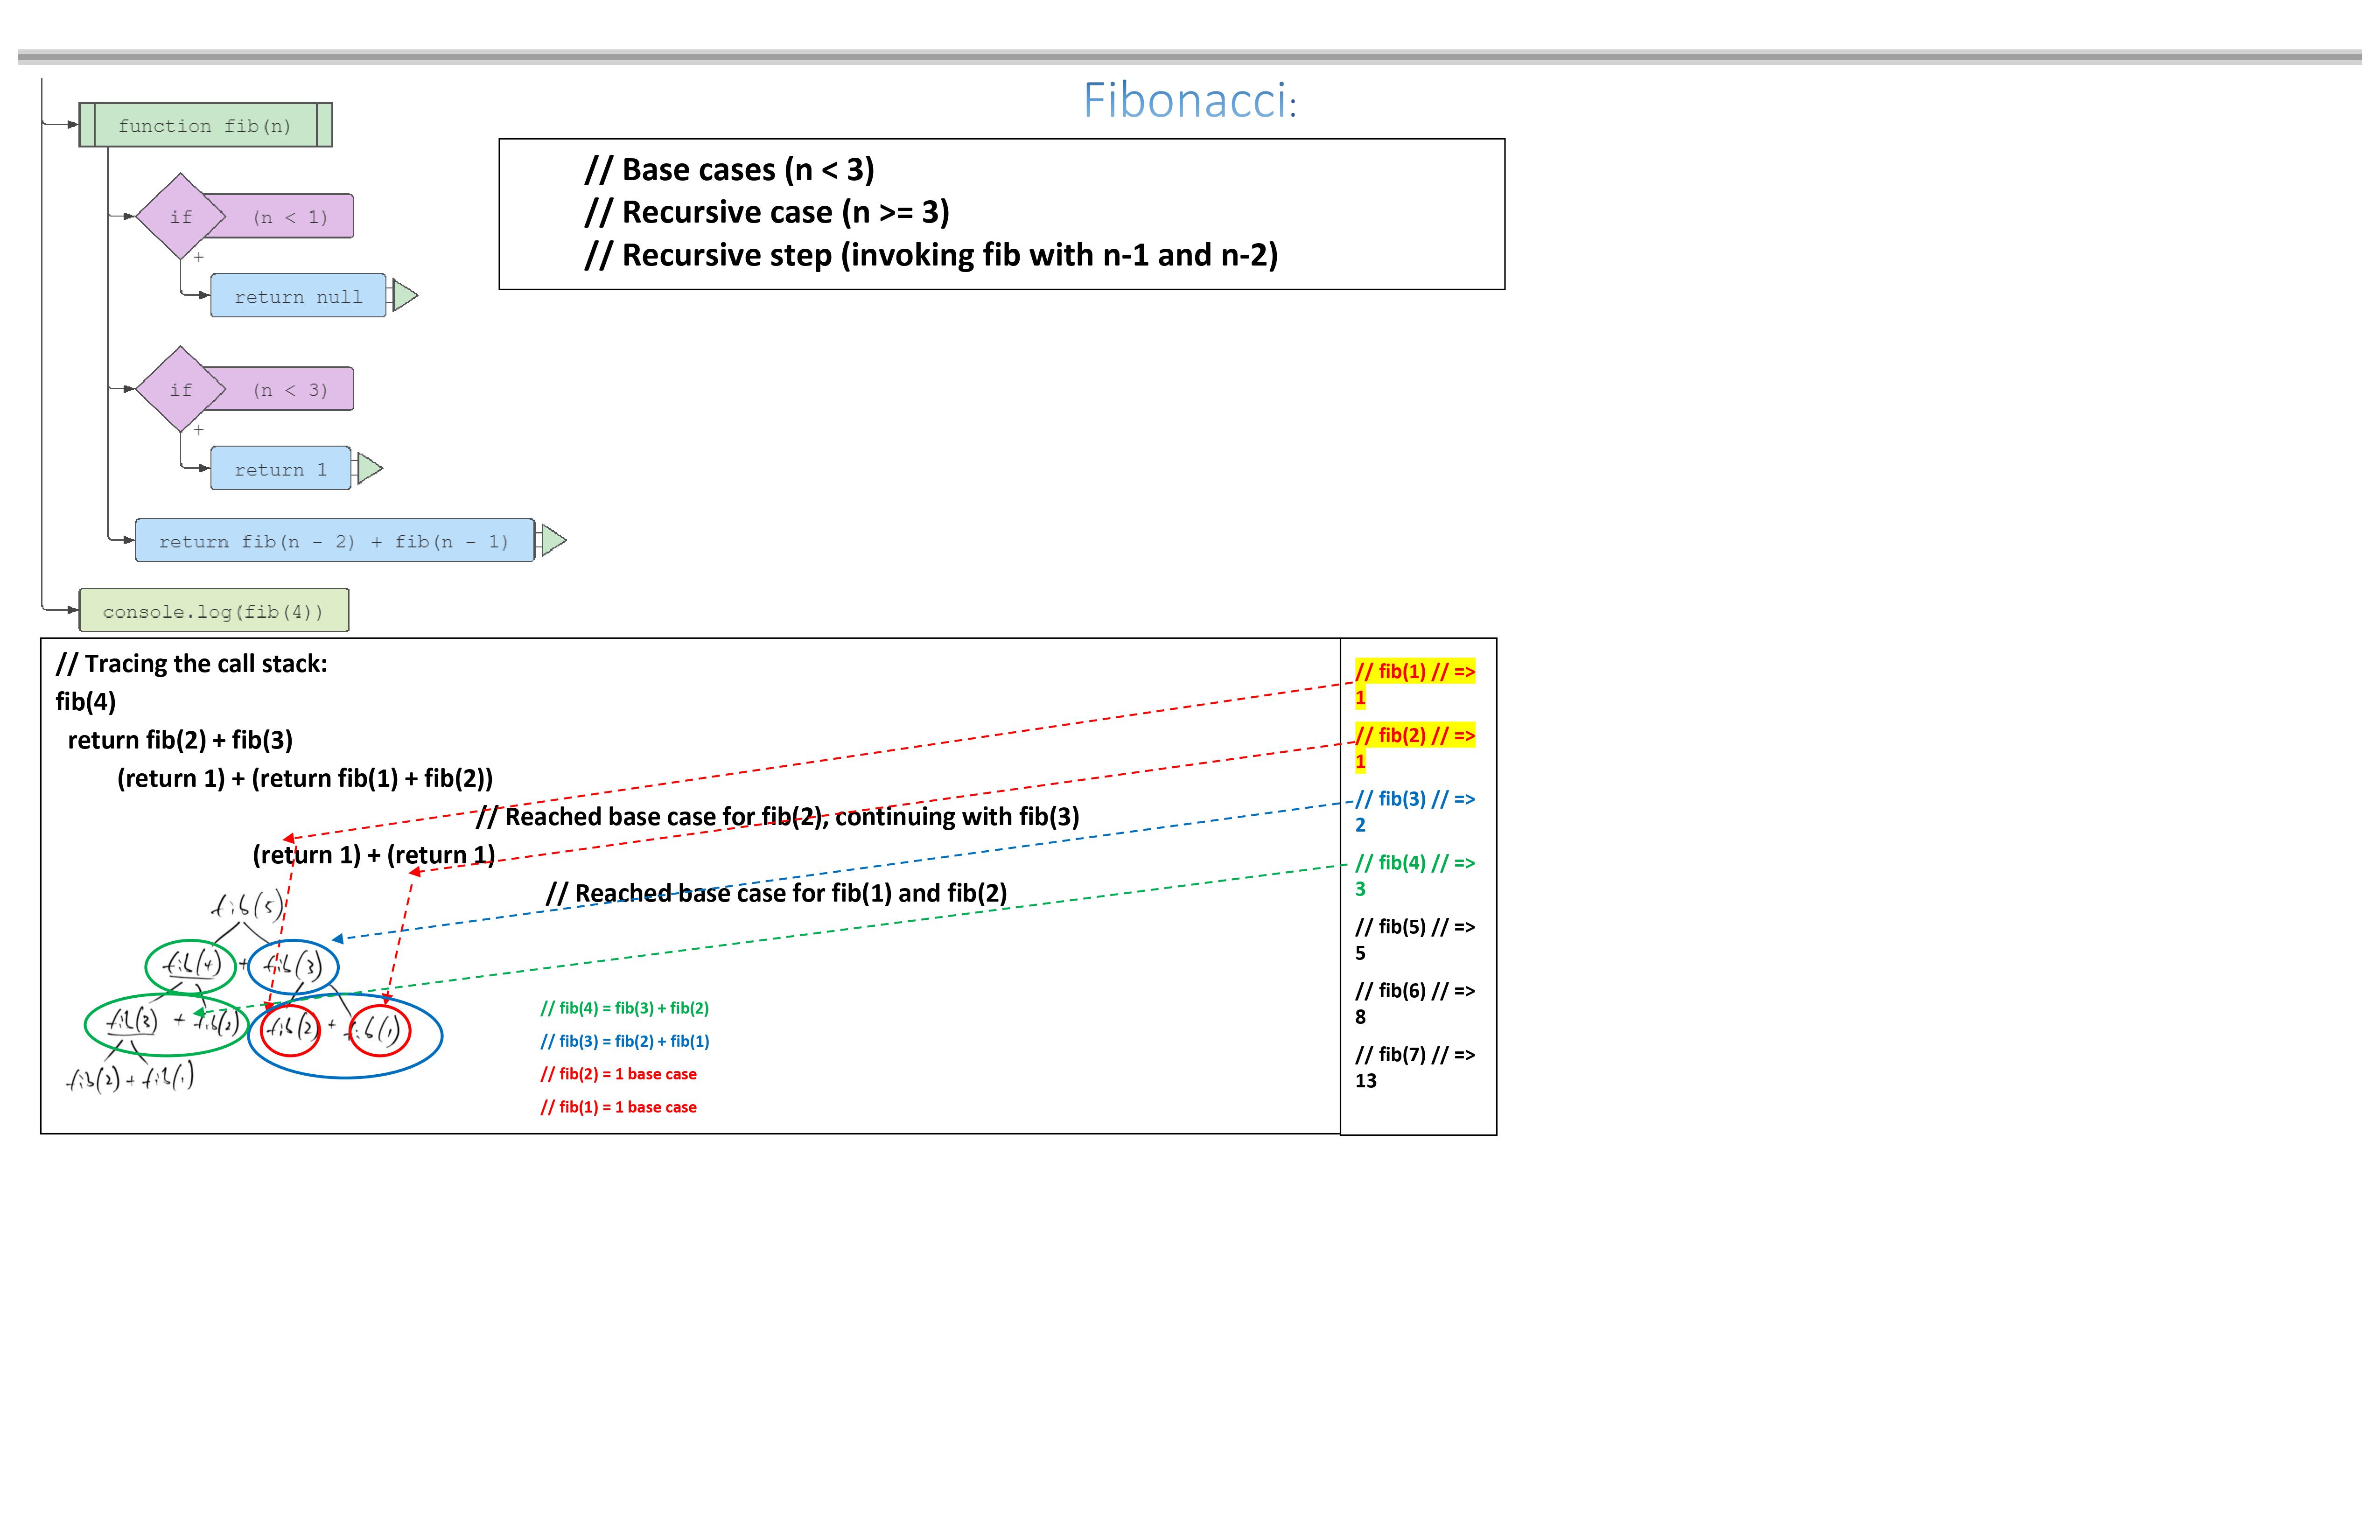 Fibonacci:
function fib(n)
if (n < 1)
+
return null
if (n < 3)
+
return 1
return fib(n - 2) + fib(n - 1)
console.log(fib(4))
// Base cases (n < 3)
// Recursive case (n >= 3)
// Recursive step (invoking fib with n-1 and n-2)
// Tracing the call stack:
fib(4)
return fib(2) + fib(3)
(return 1) + (return fib(1) + fib(2))
// Reached base case for fib(2), continuing with fib(3)
(return 1) + (return 1)
// Reached base case for fib(1) and fib(2)
fib(5)
fib(4) + fib(3)
fib(3) + fib(2) fib(2) + fib(1)
fib(2) + fib(1)
// fib(4) = fib(3) + fib(2)
// fib(3) = fib(2) + fib(1)
// fib(2) = 1 base case
// fib(1) = 1 base case
// fib(1) // =>
1
// fib(2) // =>
1
// fib(3) // =>
2
// fib(4) // =>
3
// fib(5) // =>
5
// fib(6) // =>
8
// fib(7) // =>
13